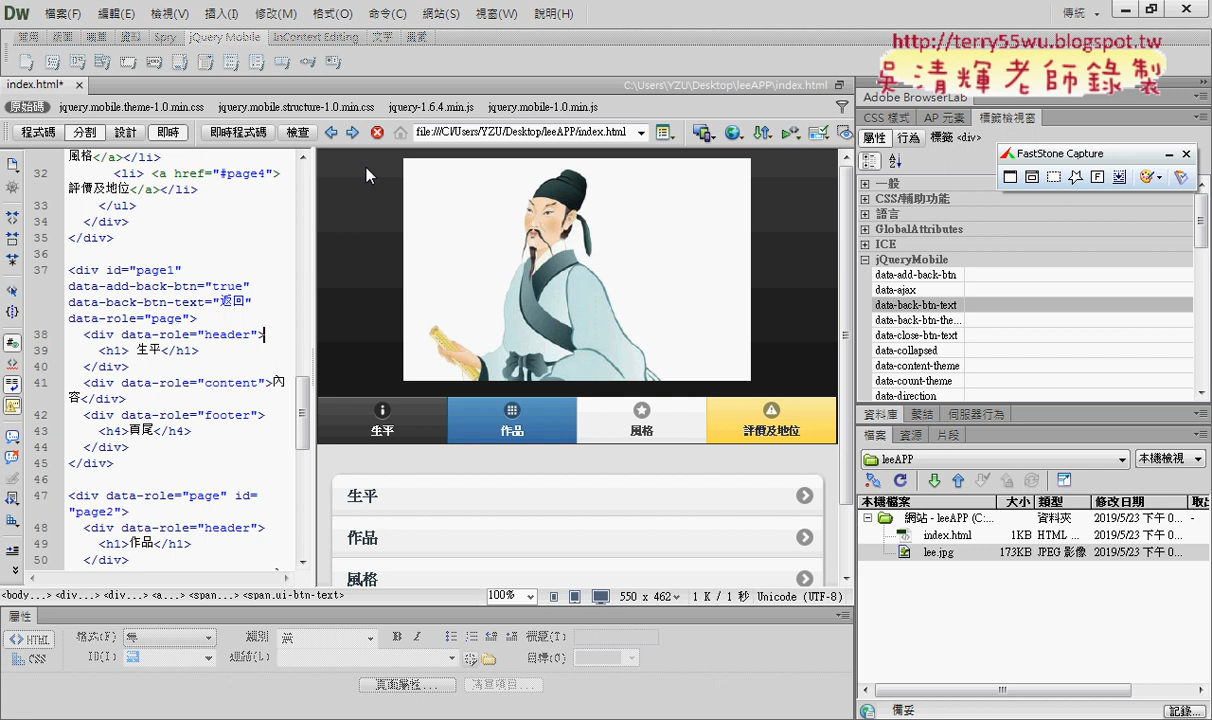 Dw 檔案(F) 編輯(E) 檢視(V) 插入(I) 修改(M) 格式(O) 命令(C) 網站(S) 視窗(W) 說明(H) 傳統
Spry jQuery Mobile InContext Editing 文字
http://terry55wu.blogspot.tw
吳清輝老師錄製
index.html* C:\Users\YZU\Desktop\leeAPP\index.html
Adobe BrowserLab
原始碼 jquery.mobile.theme-1.0.min.css jquery.mobile.structure-1.0.min.css jquery-1.6.4.min.js jquery.mobile-1.0.min.js
CSS 樣式 AP 元素 標籤檢視窗
程式碼 分割 設計 即時 即時程式碼 檢查 file:///C|/Users/YZU/Desktop/leeAPP/index.html
屬性 行為 標籤 <div>
FastStone Capture
風格</a></li>
32 <li> <a href="#page4">
評價及地位</a></li>
33 </ul>
34 </div>
35 </div>
36
37 <div id="page1"
data-add-back-btn="true"
data-back-btn-text="返回"
data-role="page">
38 <div data-role="header">
39 <h1> 生平</h1>
40 </div>
41 <div data-role="content">內
容</div>
42 <div data-role="footer">
43 <h4>頁尾</h4>
44 </div>
45 </div>
46
47 <div data-role="page" id=
"page2">
48 <div data-role="header">
49 <h1>作品</h1>
50 </div>
生平 作品 風格 評價及地位
生平
作品
風格
一般
CSS/輔助功能
語言
GlobalAttributes
ICE
jQueryMobile
data-add-back-btn
data-ajax
data-back-btn-text
data-back-btn-the...
data-close-btn-text
data-collapsed
data-content-theme
data-count-theme
data-direction
資料庫 繫結 伺服器行為
檔案 資源 片段
leeAPP 本機檢視
本機檔案 大小 類型 修改日期 取出
網站 - leeAPP (C:... 資料夾 2019/5/23 下午 0...
index.html 1KB HTML ... 2019/5/23 下午 0...
lee.jpg 173KB JPEG 影像 2019/5/23 下午 0...
<body...> <div...> <div...> <a...> <span...> <span.ui-btn-text> 100% 550 x 462 1 K / 1 秒 Unicode (UTF-8)
屬性
HTML 格式(F) 無 類別 無 B I 標題(T)
CSS ID(I) 連結(L) 目標(G)
頁面屬性... 清單項目...
備妥 記錄...